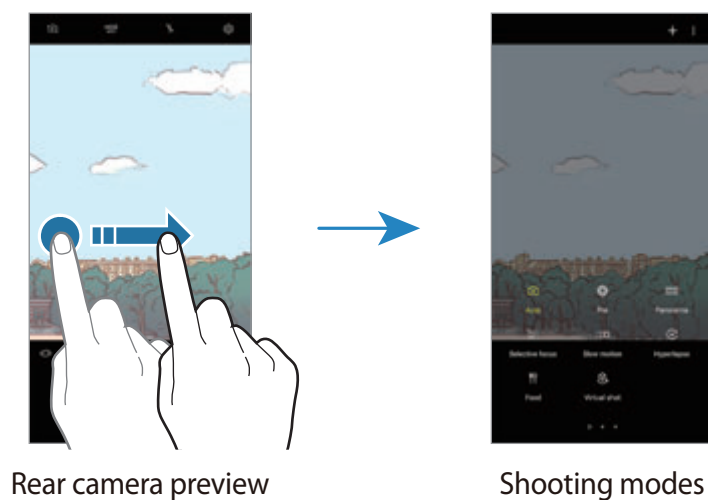 Auto Pro Panorama
Selective focus Slow motion Hyperlapse
Food Virtual shot
Rear camera preview Shooting modes